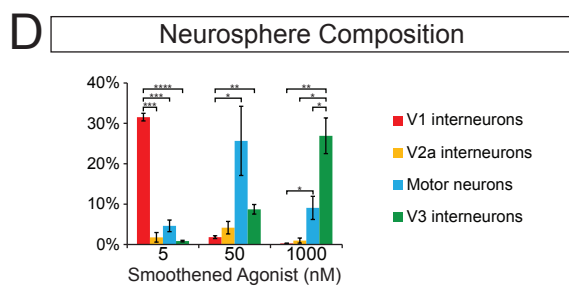 D
Neurosphere Composition
40%
30%
20%
10%
0%
****
***
***
**
*
**
*
*
*
5
50
1000
Smoothened Agonist (nM)
V1 interneurons
V2a interneurons
Motor neurons
V3 interneurons